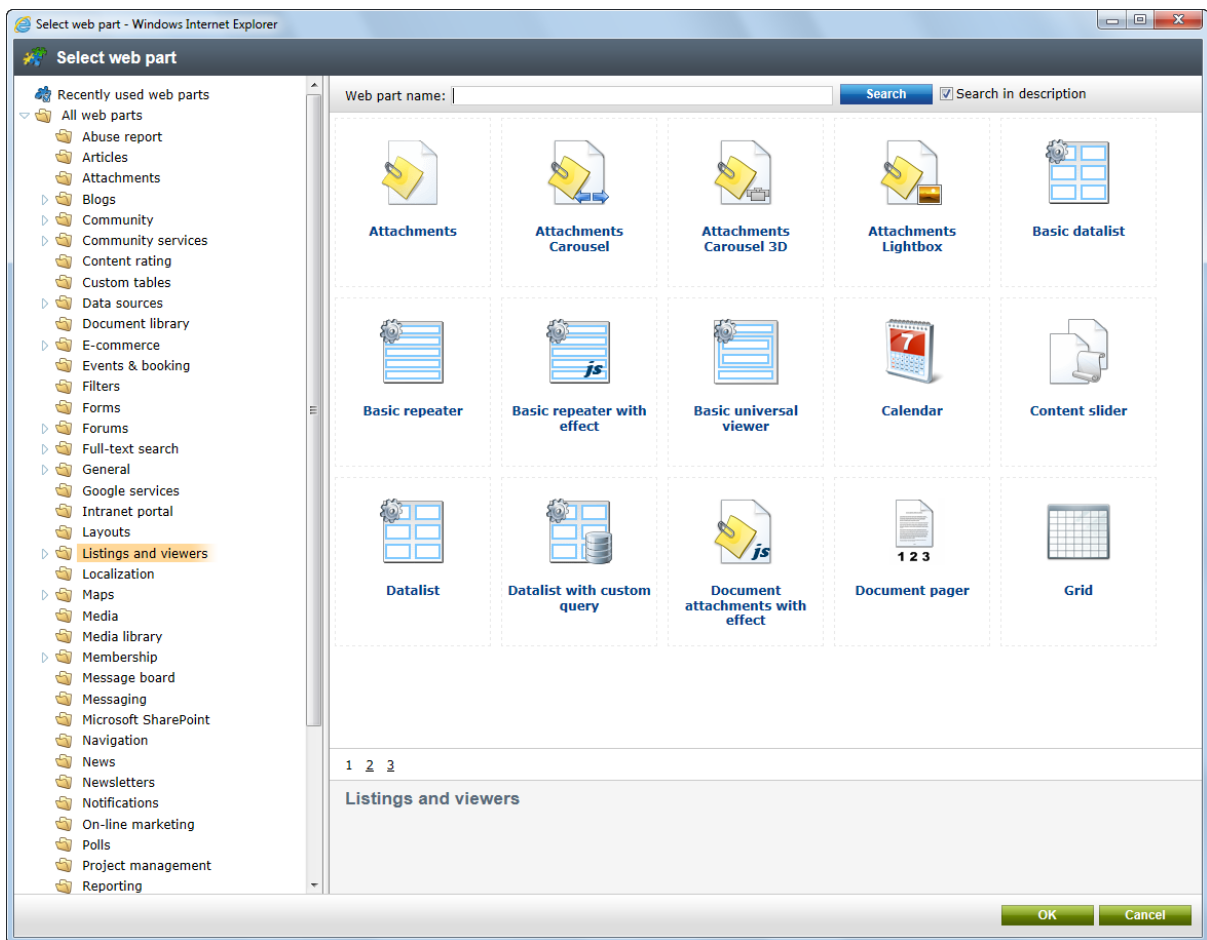 Select web part - Windows Internet Explorer
Select web part
Recently used web parts
All web parts
Abuse report
Articles
Attachments
Blogs
Community
Community services
Content rating
Custom tables
Data sources
Document library
E-commerce
Events & booking
Filters
Forms
Forums
Full-text search
General
Google services
Intranet portal
Layouts
Listings and viewers
Localization
Maps
Media
Media library
Membership
Message board
Messaging
Microsoft SharePoint
Navigation
News
Newsletters
Notifications
On-line marketing
Polls
Project management
Reporting
Web part name: Search Search in description
Attachments
Attachments
Carousel
Attachments
Carousel 3D
Attachments
Lightbox
Basic datalist
Basic repeater
js
Basic repeater with
effect
Basic universal
viewer
7
Calendar
Content slider
Datalist
Datalist with custom
query
js
Document
attachments with
effect
1 2 3
Document pager
Grid
1 2 3
Listings and viewers
OK Cancel